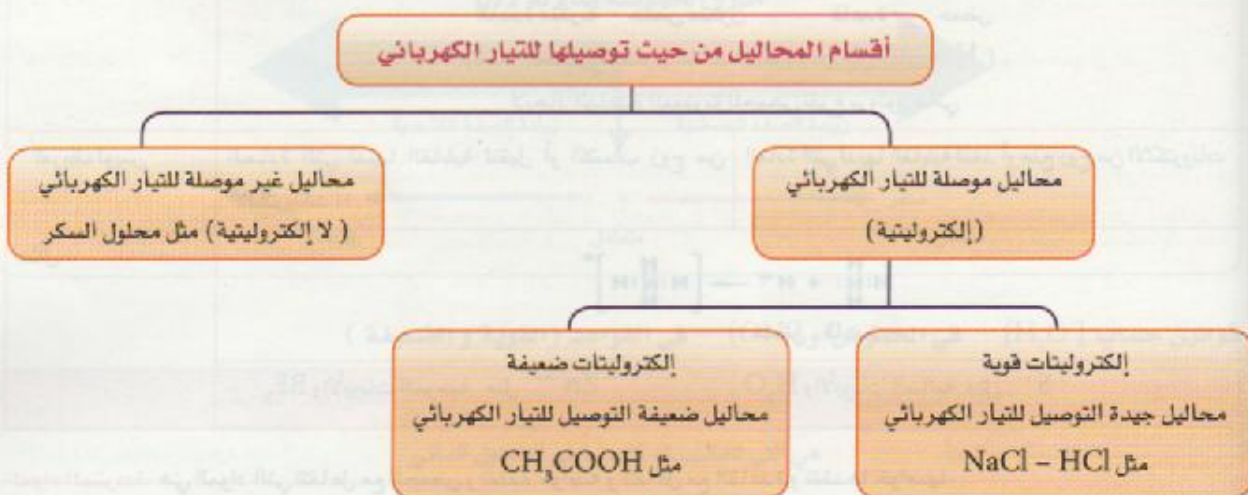 أقسام المحاليل من حيث توصيلها للتيار الكهربائي
محاليل موصلة للتيار الكهربائي
(إلكتروليتية)
محاليل غير موصلة للتيار الكهربائي
(لا إلكتروليتية) مثل محلول السكر
إلكتروليتات قوية
محاليل جيدة التوصيل للتيار الكهربائي
مثل NaCl – HCl
إلكتروليتات ضعيفة
محاليل ضعيفة التوصيل للتيار الكهربائي
مثل CH₃COOH